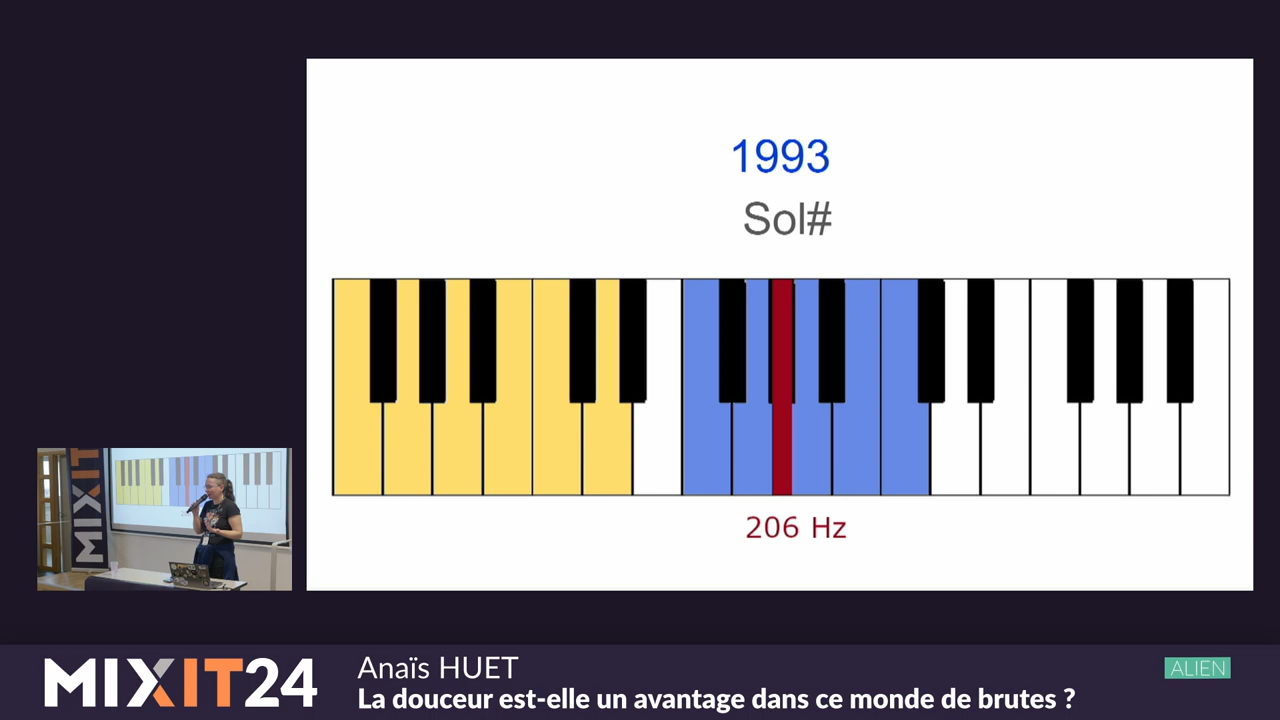 1993
Sol#
206 Hz
MIXIT
MIXIT24
Anaïs HUET
La douceur est-elle un avantage dans ce monde de brutes ?
ALIEN